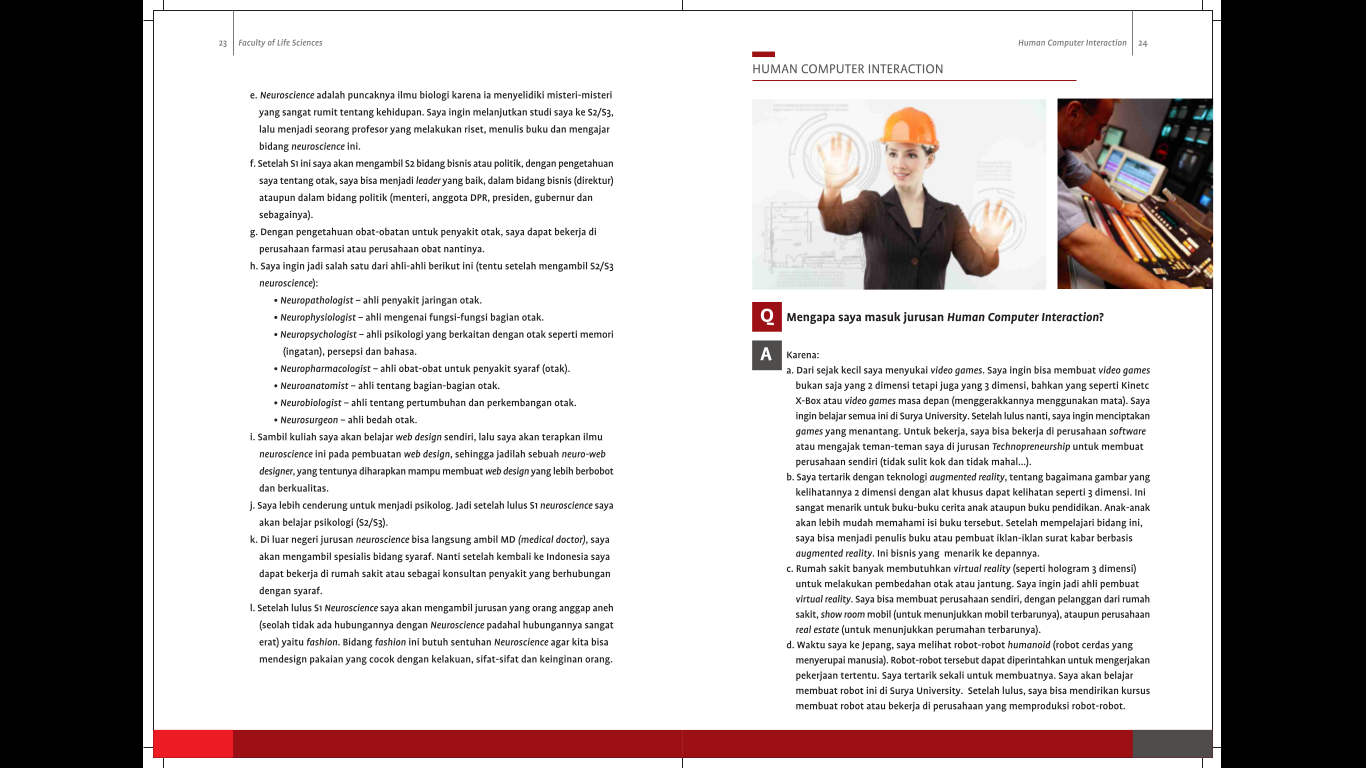 23 Faculty of Life Sciences
e. Neuroscience adalah puncaknya ilmu biologi karena ia menyelidiki misteri-misteri
yang sangat rumit tentang kehidupan. Saya ingin melanjutkan studi saya ke S2/S3,
lalu menjadi seorang profesor yang melakukan riset, menulis buku dan mengajar
bidang neuroscience ini.
f. Setelah S1 ini saya akan mengambil S2 bidang bisnis atau politik, dengan pengetahuan
saya tentang otak, saya bisa menjadi leader yang baik, dalam bidang bisnis (direktur)
ataupun dalam bidang politik (menteri, anggota DPR, presiden, gubernur dan
sebagainya).
g. Dengan pengetahuan obat-obatan untuk penyakit otak, saya dapat bekerja di
perusahaan farmasi atau perusahaan obat nantinya.
h. Saya ingin jadi salah satu dari ahli-ahli berikut ini (tentu setelah mengambil S2/S3
neuroscience):
• Neuropathologist – ahli penyakit jaringan otak.
• Neurophysiologist – ahli mengenai fungsi-fungsi bagian otak.
• Neuropsychologist – ahli psikologi yang berkaitan dengan otak seperti memori
(ingatan), persepsi dan bahasa.
• Neuropharmacologist – ahli obat-obat untuk penyakit syaraf (otak).
• Neuroanatomist – ahli tentang bagian-bagian otak.
• Neurobiologist – ahli tentang pertumbuhan dan perkembangan otak.
• Neurosurgeon – ahli bedah otak.
i. Sambil kuliah saya akan belajar web design sendiri, lalu saya akan terapkan ilmu
neuroscience ini pada pembuatan web design, sehingga jadilah sebuah neuro-web
designer, yang tentunya diharapkan mampu membuat web design yang lebih berbobot
dan berkualitas.
j. Saya lebih cenderung untuk menjadi psikolog. Jadi setelah lulus S1 neuroscience saya
akan belajar psikologi (S2/S3).
k. Di luar negeri jurusan neuroscience bisa langsung ambil MD (medical doctor), saya
akan mengambil spesialis bidang syaraf. Nanti setelah kembali ke Indonesia saya
dapat bekerja di rumah sakit atau sebagai konsultan penyakit yang berhubungan
dengan syaraf.
l. Setelah lulus S1 Neuroscience saya akan mengambil jurusan yang orang anggap aneh
(seolah tidak ada hubungannya dengan Neuroscience padahal hubungannya sangat
erat) yaitu fashion. Bidang fashion ini butuh sentuhan Neuroscience agar kita bisa
mendesign pakaian yang cocok dengan kelakuan, sifat-sifat dan keinginan orang.
Human Computer Interaction 24
HUMAN COMPUTER INTERACTION
Q Mengapa saya masuk jurusan Human Computer Interaction?
A Karena:
a. Dari sejak kecil saya menyukai video games. Saya ingin bisa membuat video games
bukan saja yang 2 dimensi tetapi juga yang 3 dimensi, bahkan yang seperti Kinetc
X-Box atau video games masa depan (menggerakkannya menggunakan mata). Saya
ingin belajar semua ini di Surya University. Setelah lulus nanti, saya ingin menciptakan
games yang menantang. Untuk bekerja, saya bisa bekerja di perusahaan software
atau mengajak teman-teman saya di jurusan Technopreneurship untuk membuat
perusahaan sendiri (tidak sulit kok dan tidak mahal...).
b. Saya tertarik dengan teknologi augmented reality, tentang bagaimana gambar yang
kelihatannya 2 dimensi dengan alat khusus dapat kelihatan seperti 3 dimensi. Ini
sangat menarik untuk buku-buku cerita anak ataupun buku pendidikan. Anak-anak
akan lebih mudah memahami isi buku tersebut. Setelah mempelajari bidang ini,
saya bisa menjadi penulis buku atau pembuat iklan-iklan surat kabar berbasis
augmented reality. Ini bisnis yang menarik ke depannya.
c. Rumah sakit banyak membutuhkan virtual reality (seperti hologram 3 dimensi)
untuk melakukan pembedahan otak atau jantung. Saya ingin jadi ahli pembuat
virtual reality. Saya bisa membuat perusahaan sendiri, dengan pelanggan dari rumah
sakit, show room mobil (untuk menunjukkan mobil terbarunya), ataupun perusahaan
real estate (untuk menunjukkan perumahan terbarunya).
d. Waktu saya ke Jepang, saya melihat robot-robot humanoid (robot cerdas yang
menyerupai manusia). Robot-robot tersebut dapat diperintahkan untuk mengerjakan
pekerjaan tertentu. Saya tertarik sekali untuk membuatnya. Saya akan belajar
membuat robot ini di Surya University. Setelah lulus, saya bisa mendirikan kursus
membuat robot atau bekerja di perusahaan yang memproduksi robot-robot.